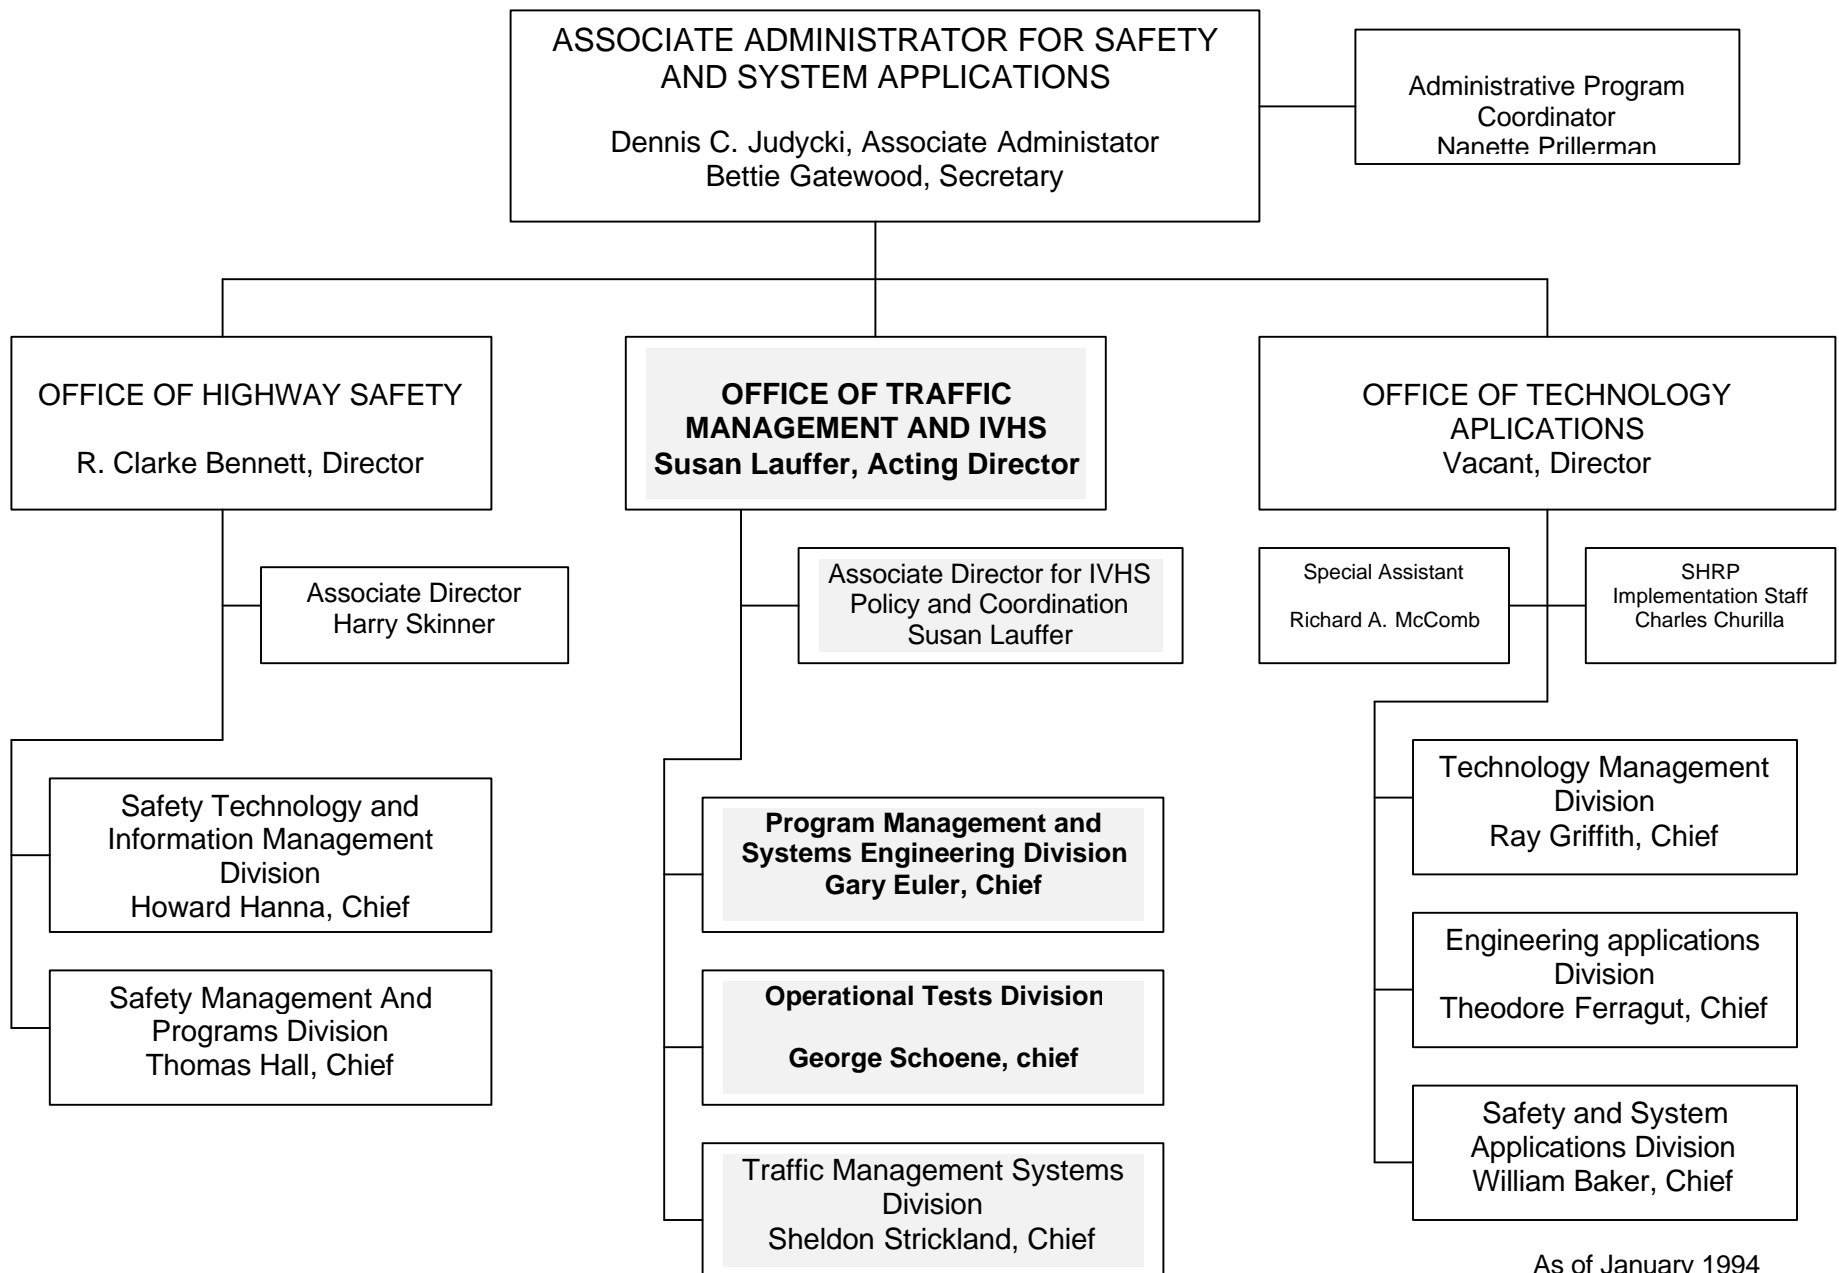 ASSOCIATE ADMINISTRATOR FOR SAFETY
AND SYSTEM APPLICATIONS
Dennis C. Judycki, Associate Administator
Bettie Gatewood, Secretary
Administrative Program
Coordinator
Nanette Prillerman
OFFICE OF HIGHWAY SAFETY
R. Clarke Bennett, Director
OFFICE OF TRAFFIC
MANAGEMENT AND IVHS
Susan Lauffer, Acting Director
OFFICE OF TECHNOLOGY
APLICATIONS
Vacant, Director
Associate Director
Harry Skinner
Associate Director for IVHS
Policy and Coordination
Susan Lauffer
Special Assistant
Richard A. McComb
SHRP
Implementation Staff
Charles Churilla
Safety Technology and
Information Management
Division
Howard Hanna, Chief
Safety Management And
Programs Division
Thomas Hall, Chief
Program Management and
Systems Engineering Division
Gary Euler, Chief
Operational Tests Division
George Schoene, chief
Traffic Management Systems
Division
Sheldon Strickland, Chief
Technology Management
Division
Ray Griffith, Chief
Engineering applications
Division
Theodore Ferragut, Chief
Safety and System
Applications Division
William Baker, Chief
As of January 1994